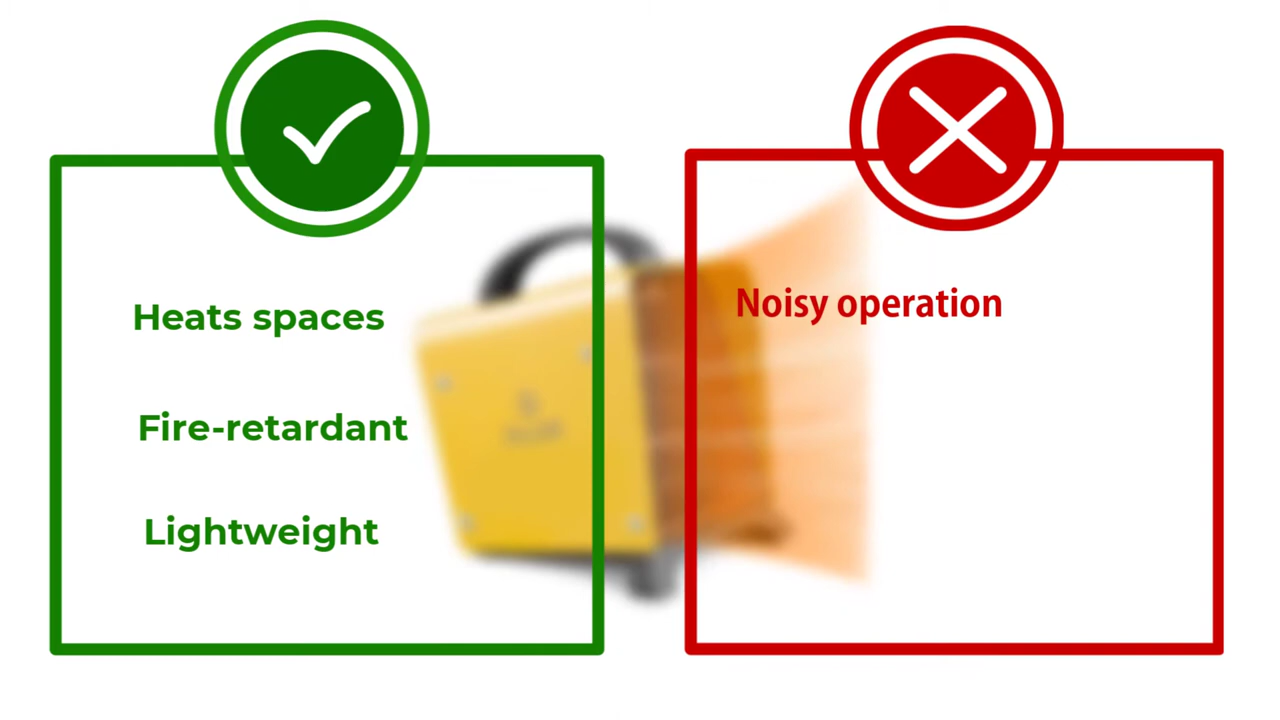 Heats spaces
Fire-retardant
Lightweight
Noisy operation